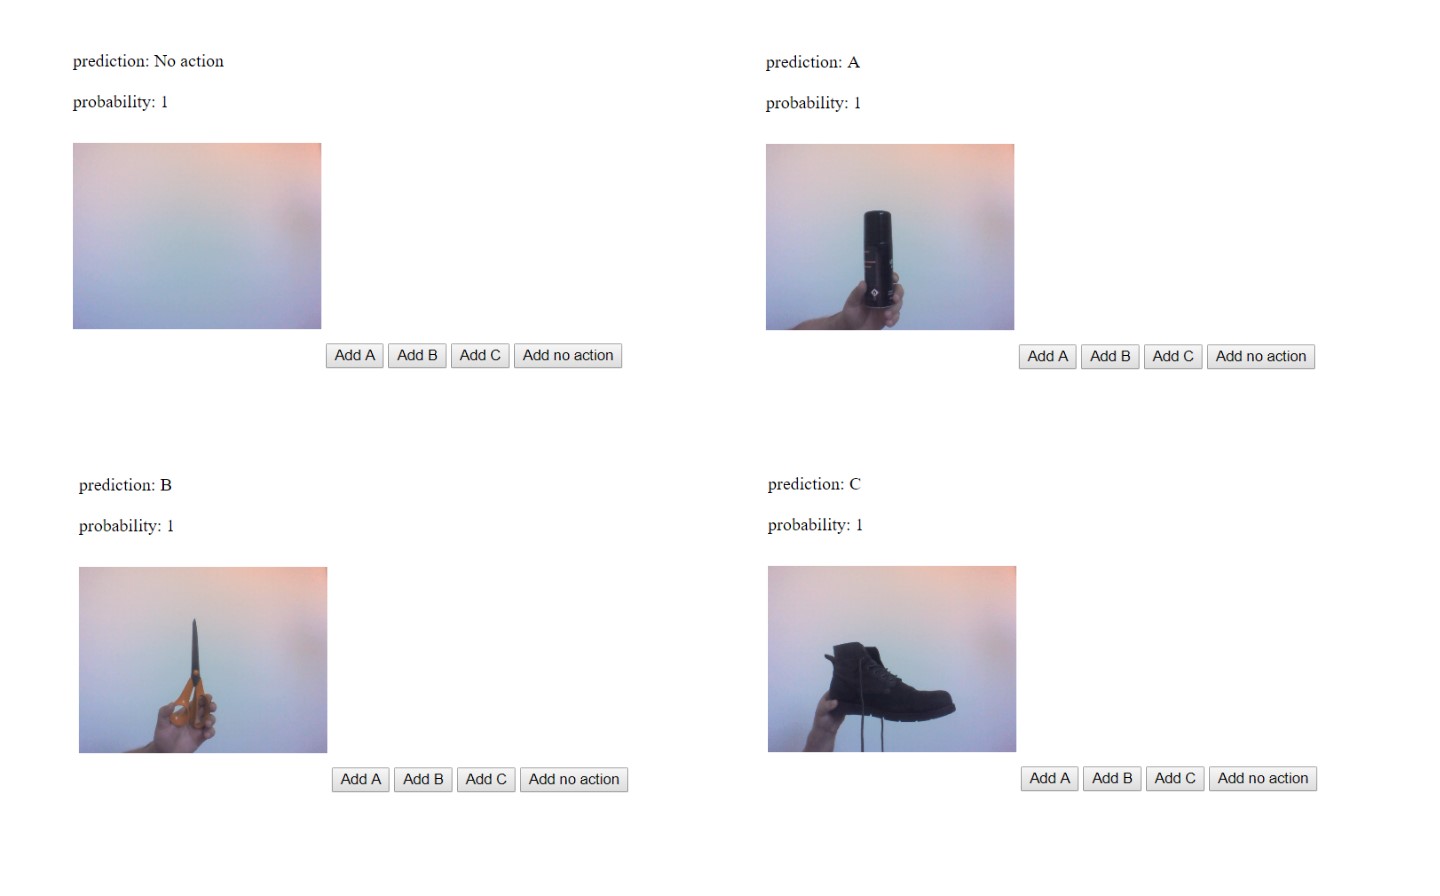 prediction: No action
probability: 1
Add A Add B Add C Add no action
prediction: A
probability: 1
Add A Add B Add C Add no action
prediction: B
probability: 1
Add A Add B Add C Add no action
prediction: C
probability: 1
Add A Add B Add C Add no action